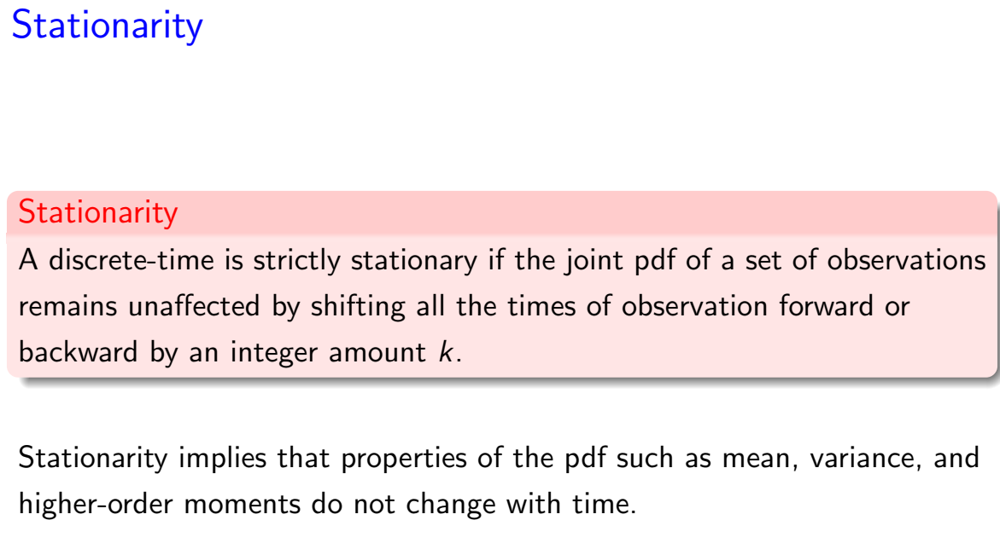 Stationarity
Stationarity
A discrete-time is strictly stationary if the joint pdf of a set of observations
remains unaffected by shifting all the times of observation forward or
backward by an integer amount k.
Stationarity implies that properties of the pdf such as mean, variance, and
higher-order moments do not change with time.